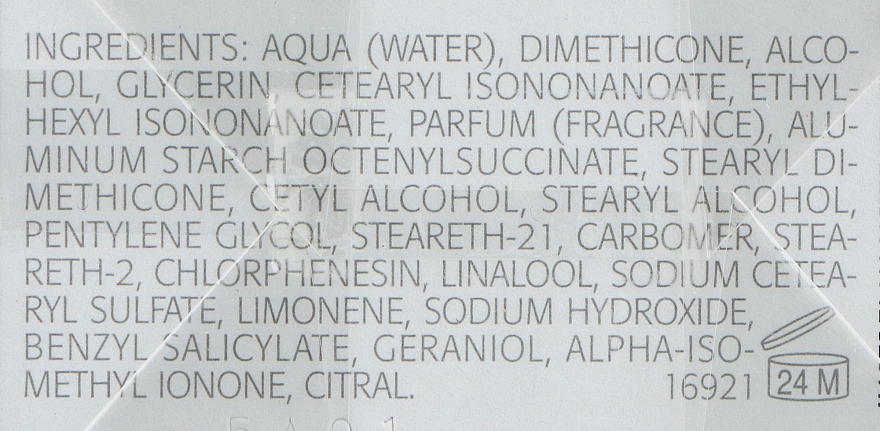 INGREDIENTS: AQUA (WATER), DIMETHICONE, ALCO-
HOL, GLYCERIN, CETEARYL ISONONANOATE, ETHYL-
HEXYL ISONONANOATE, PARFUM (FRAGRANCE), ALU-
MINUM STARCH OCTENYLSUCCINATE, STEARYL DI-
METHICONE, CETYL ALCOHOL, STEARYL ALCOHOL,
PENTYLENE GLYCOL, STEARETH-21, CARBOMER, STEA-
RETH-2, CHLORPHENESIN, LINALOOL, SODIUM CETEA-
RYL SULFATE, LIMONENE, SODIUM HYDROXIDE,
BENZYL SALICYLATE, GERANIOL, ALPHA-ISO-
METHYL IONONE, CITRAL. 16921 24 M